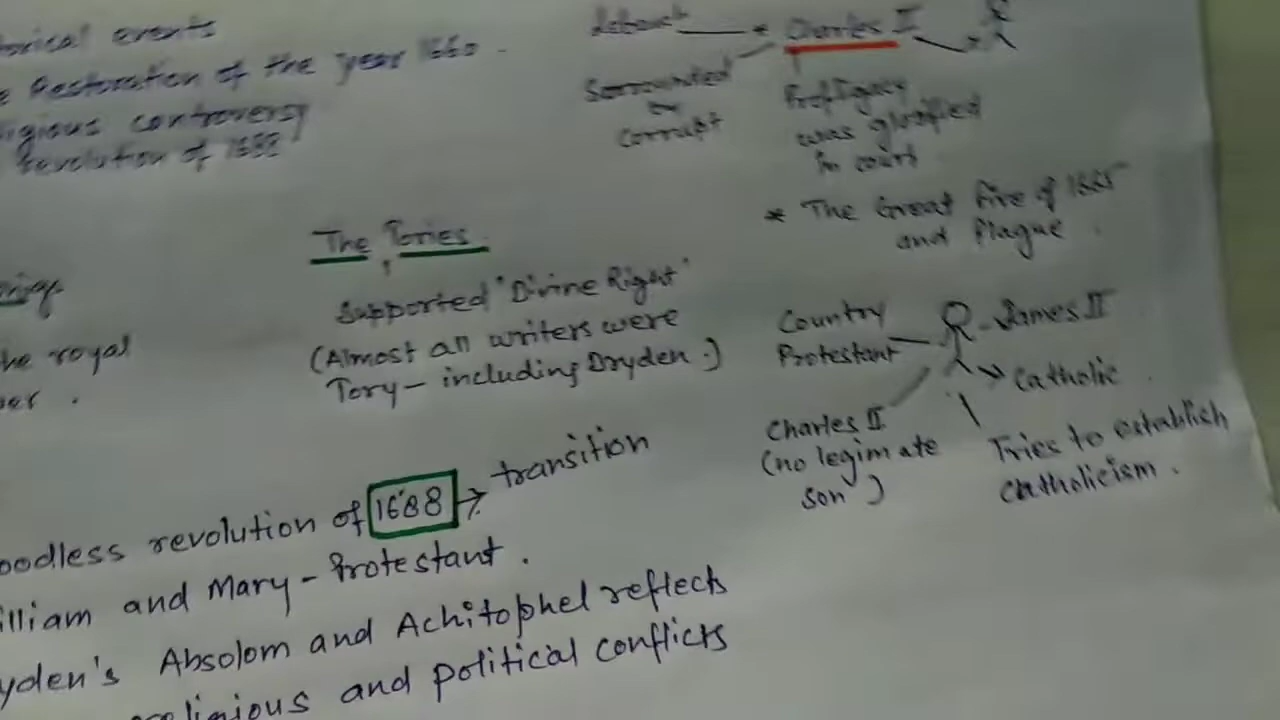 torical events
e Restoration of the year 1660 .
ligious controversy
Revolution of 1688
debauch
* Charles II
Surrounded
Corrupt
Profligacy
was glorified
in court
* The Great Fire of 1665
and Plague .
The Tories
Supported 'Divine Right'
(Almost all writers were
Tory - including Dryden .)
he royal
er .
Country
Protestant
James II
Catholic .
Charles II
(no legimate
son )
Tries to establish
Catholicism .
oodless revolution of 1688 → transition
illiam and Mary - Protestant .
yden's Absolom and Achitophel reflects
religious and political conflicts